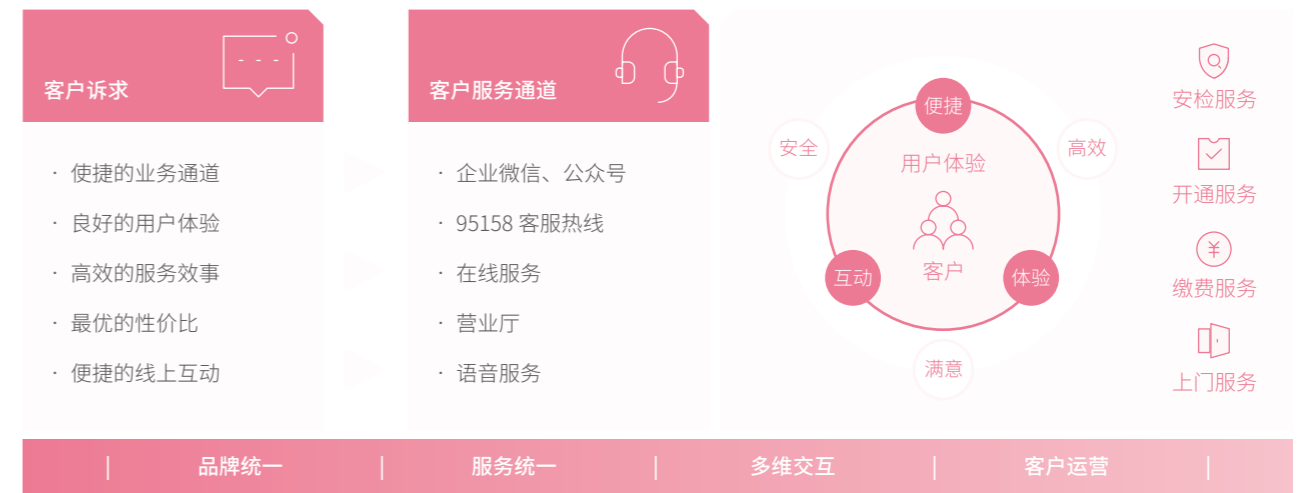 客户诉求
· 使捷的业务通道
· 良好的用户体验
· 高效的服务效事
· 最优的性价比
· 便捷的线上互动
客户服务通道
· 企业微信、公众号
· 95158 客服热线
· 在线服务
· 营业厅
· 语音服务
便捷
安全
高效
用户体验
客户
互动
体验
满意
安检服务
开通服务
¥
缴费服务
上门服务
品牌统一
服务统一
多维交互
客户运营